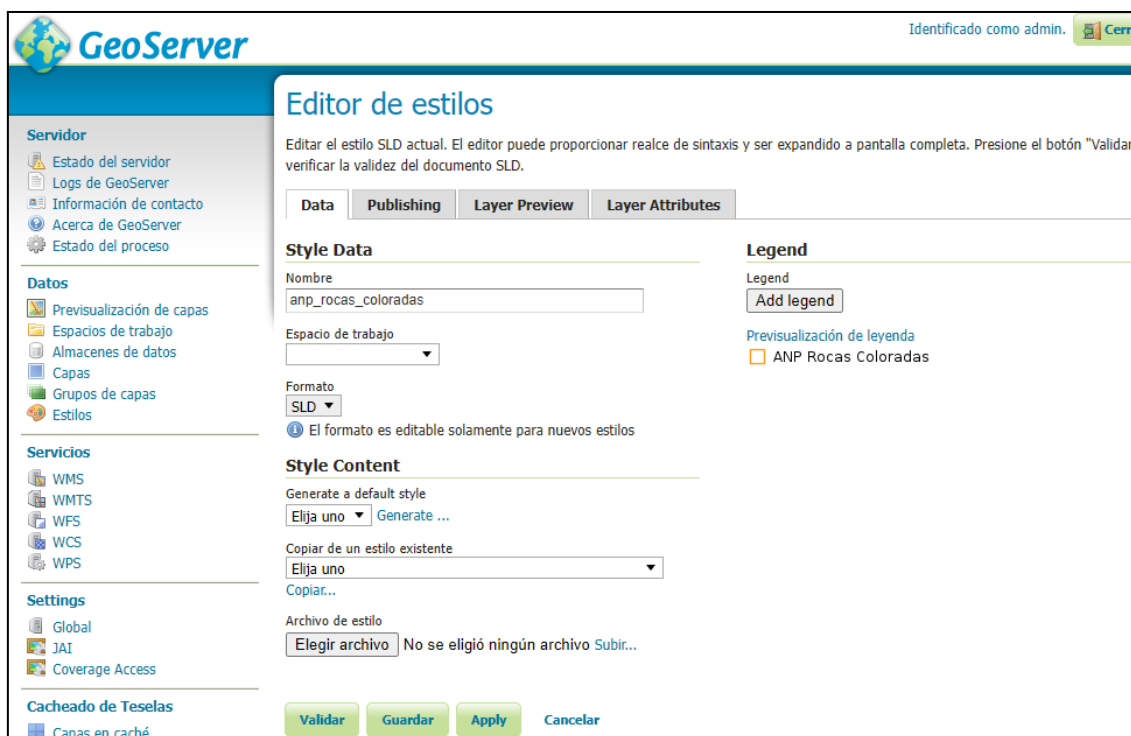 GeoServer
Identificado como admin.
Cerr
Servidor
Estado del servidor
Logs de GeoServer
Información de contacto
Acerca de GeoServer
Estado del proceso
Datos
Previsualización de capas
Espacios de trabajo
Almacenes de datos
Capas
Grupos de capas
Estilos
Servicios
WMS
WMTS
WFS
WCS
WPS
Settings
Global
JAI
Coverage Access
Cacheado de Teselas
Capas en caché
Editor de estilos
Editar el estilo SLD actual. El editor puede proporcionar realce de sintaxis y ser expandido a pantalla completa. Presione el botón "Validar
verificar la validez del documento SLD.
Data Publishing Layer Preview Layer Attributes
Style Data
Nombre
anp_rocas_coloradas
Espacio de trabajo
Formato
SLD
El formato es editable solamente para nuevos estilos
Style Content
Generate a default style
Elija uno Generate ...
Copiar de un estilo existente
Elija uno
Copiar...
Archivo de estilo
Elegir archivo No se eligió ningún archivo Subir...
Legend
Legend
Add legend
Previsualización de leyenda
ANP Rocas Coloradas
Validar Guardar Apply Cancelar